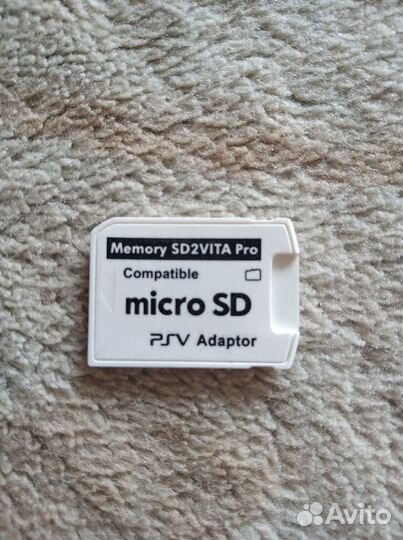 Memory SD2VITA Pro
Compatible
micro SD
PSV Adaptor
Avito